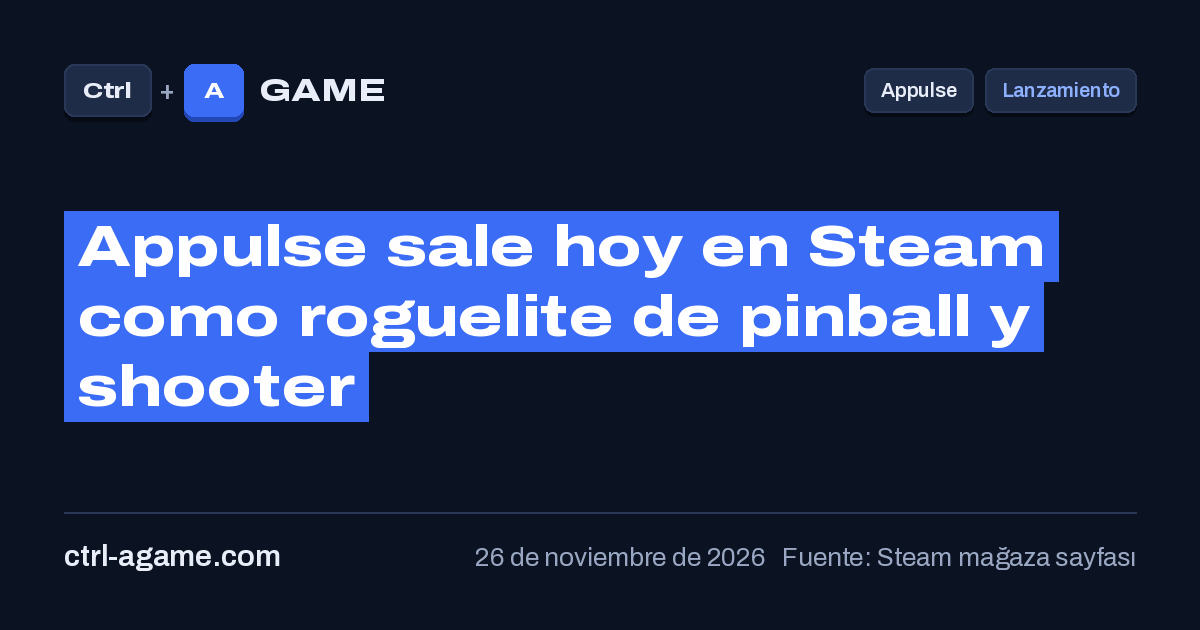 Ctrl + A GAME
Appulse Lanzamiento
Appulse sale hoy en Steam
como roguelite de pinball y
shooter
ctrl-agame.com
26 de noviembre de 2026 Fuente: Steam mağaza sayfası